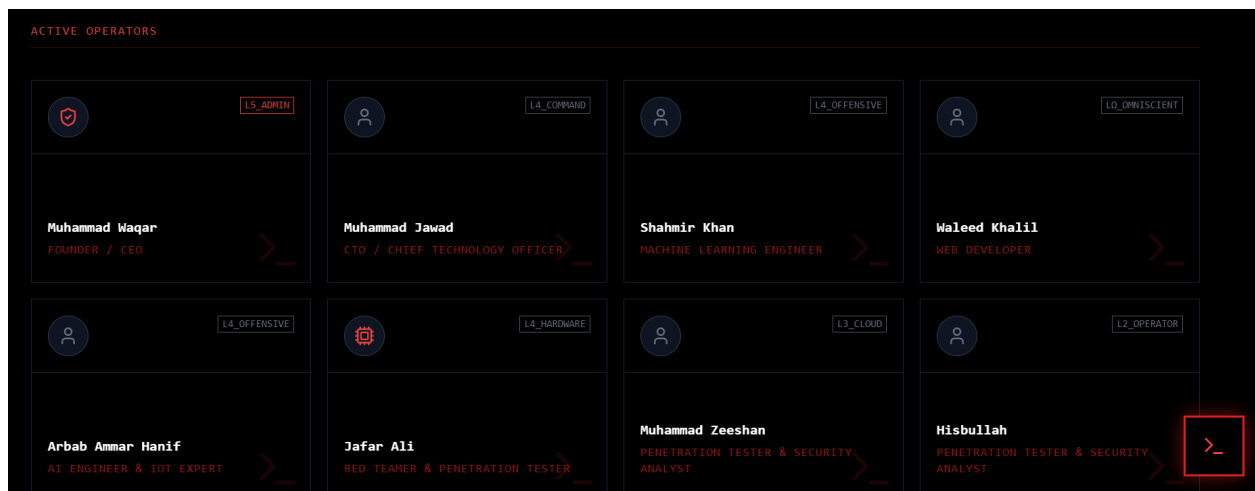 ACTIVE OPERATORS
L5_ADMIN
Muhammad Waqar
FOUNDER / CEO
L4_COMMAND
Muhammad Jawad
CTO / CHIEF TECHNOLOGY OFFICER
L4_OFFENSIVE
Shahmir Khan
MACHINE LEARNING ENGINEER
LΩ_OMNISCIENT
Waleed Khalil
WEB DEVELOPER
L4_OFFENSIVE
Arbab Ammar Hanif
AI ENGINEER & IOT EXPERT
L4_HARDWARE
Jafar Ali
RED TEAMER & PENETRATION TESTER
L3_CLOUD
Muhammad Zeeshan
PENETRATION TESTER & SECURITY
ANALYST
L2_OPERATOR
Hisbullah
PENETRATION TESTER & SECURITY
ANALYST